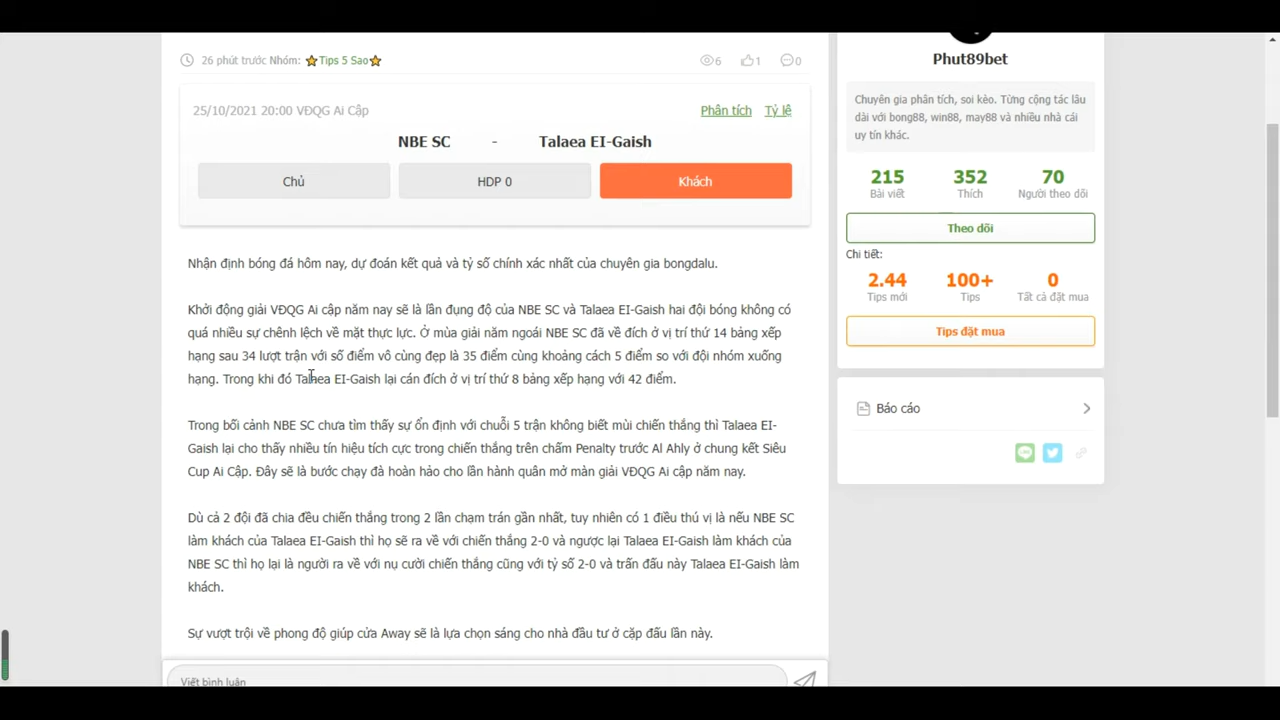 26 phút trước Nhóm: ⭐Tips 5 Sao⭐
6 1 0
25/10/2021 20:00 VĐQG Ai Cập Phân tích Tỷ lệ
NBE SC - Talaea EI-Gaish
Chủ HDP 0 Khách
Nhận định bóng đá hôm nay, dự đoán kết quả và tỷ số chính xác nhất của chuyên gia bongdalu.
Khởi động giải VĐQG Ai cập năm nay sẽ là lần đụng độ của NBE SC và Talaea EI-Gaish hai đội bóng không có
quá nhiều sự chênh lệch về mặt thực lực. Ở mùa giải năm ngoái NBE SC đã về đích ở vị trí thứ 14 bảng xếp
hạng sau 34 lượt trận với số điểm vô cùng đẹp là 35 điểm cùng khoảng cách 5 điểm so với đội nhóm xuống
hạng. Trong khi đó Talaea EI-Gaish lại cán đích ở vị trí thứ 8 bảng xếp hạng với 42 điểm.
Trong bối cảnh NBE SC chưa tìm thấy sự ổn định với chuỗi 5 trận không biết mùi chiến thắng thì Talaea EI-
Gaish lại cho thấy nhiều tín hiệu tích cực trong chiến thắng trên chấm Penalty trước Al Ahly ở chung kết Siêu
Cup Ai Cập. Đây sẽ là bước chạy đà hoàn hảo cho lần hành quân mở màn giải VĐQG Ai cập năm nay.
Dù cả 2 đội đã chia đều chiến thắng trong 2 lần chạm trán gần nhất, tuy nhiên có 1 điều thú vị là nếu NBE SC
làm khách của Talaea EI-Gaish thì họ sẽ ra về với chiến thắng 2-0 và ngược lại Talaea EI-Gaish làm khách của
NBE SC thì họ lại là người ra về với nụ cười chiến thắng cũng với tỷ số 2-0 và trấn đấu này Talaea EI-Gaish làm
khách.
Sự vượt trội về phong độ giúp cửa Away sẽ là lựa chọn sáng cho nhà đầu tư ở cặp đấu lần này.
Viết bình luận
Phut89bet
Chuyên gia phân tích, soi kèo. Từng cộng tác lâu
dài với bong88, win88, may88 và nhiều nhà cái
uy tín khác.
215 352 70
Bài viết Thích Người theo dõi
Theo dõi
Chi tiết:
2.44 100+ 0
Tips mới Tips Tất cả đặt mua
Tips đặt mua
Báo cáo